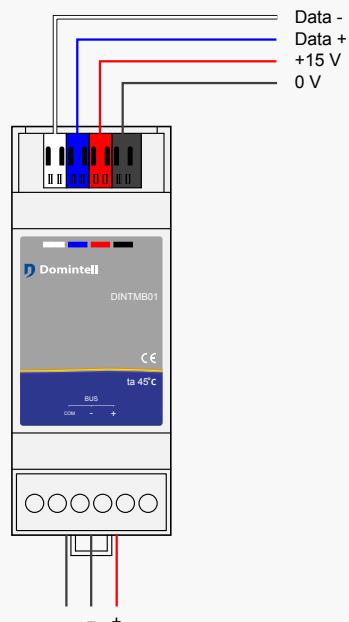 Data -
Data +
+15 V
0 V
Domintell
DINTMB01
CE
ta 45°c
BUS
COM - +
- +